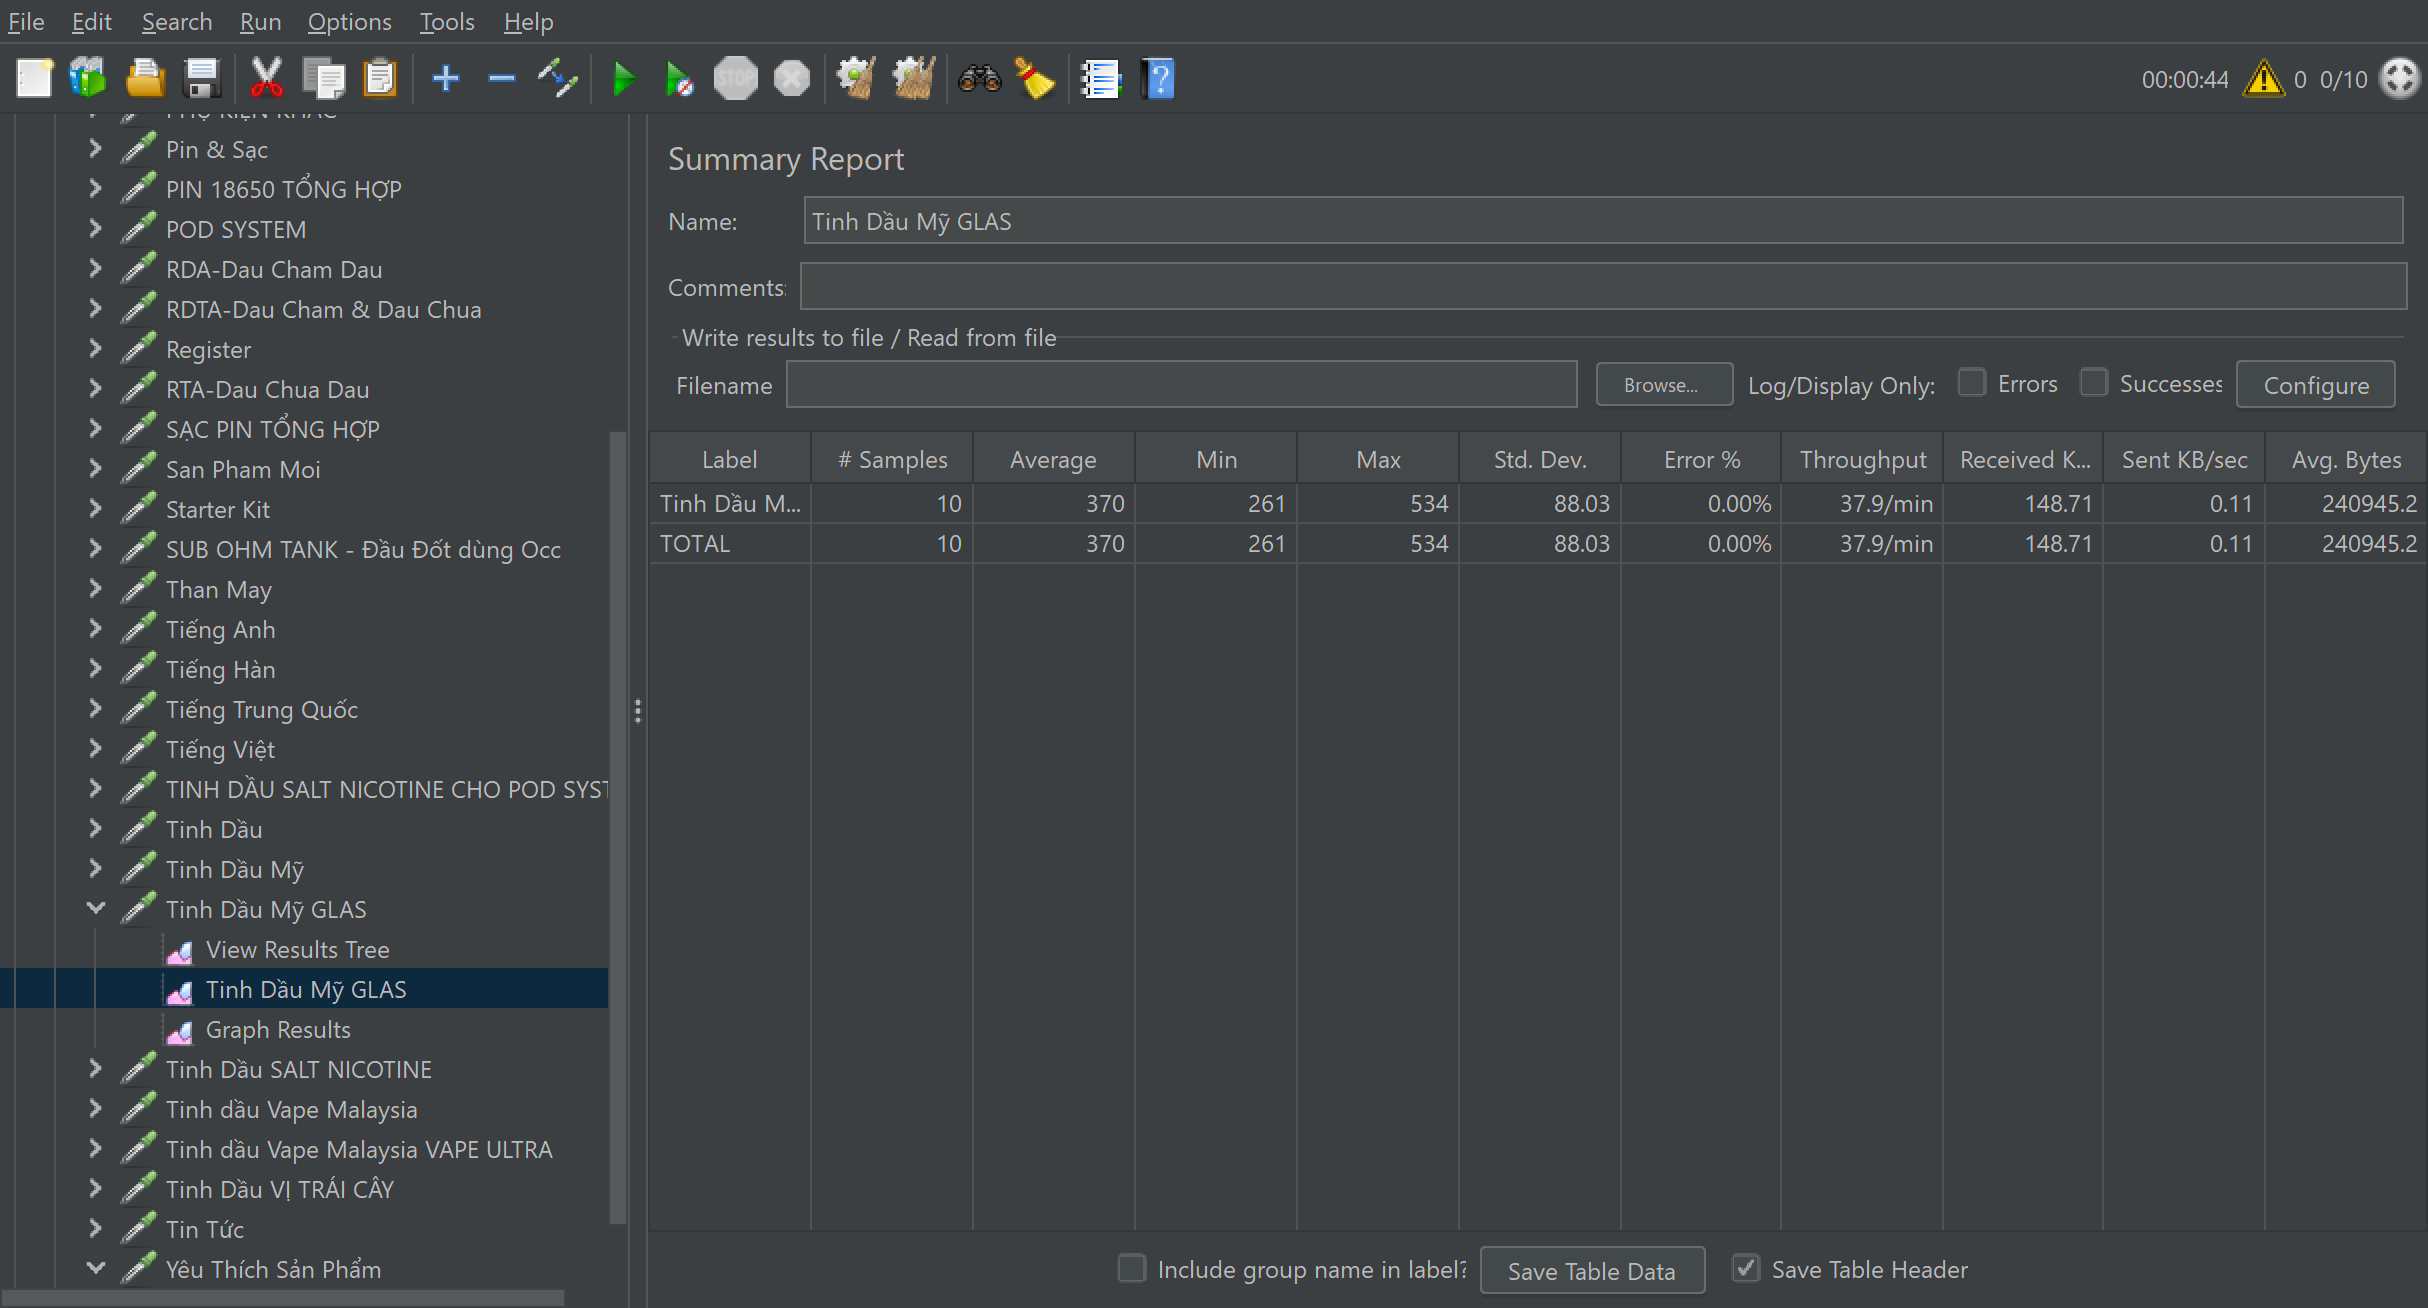 File Edit Search Run Options Tools Help
STOP
00:00:44 0 0/10
Pin & Sạc
PIN 18650 TỔNG HỢP
POD SYSTEM
RDA-Dau Cham Dau
RDTA-Dau Cham & Dau Chua
Register
RTA-Dau Chua Dau
SẠC PIN TỔNG HỢP
San Pham Moi
Starter Kit
SUB OHM TANK - Đầu Đốt dùng Occ
Than May
Tiếng Anh
Tiếng Hàn
Tiếng Trung Quốc
Tiếng Việt
TINH DẦU SALT NICOTINE CHO POD SYST
Tinh Dầu
Tinh Dầu Mỹ
Tinh Dầu Mỹ GLAS
View Results Tree
Tinh Dầu Mỹ GLAS
Graph Results
Tinh Dầu SALT NICOTINE
Tinh dầu Vape Malaysia
Tinh dầu Vape Malaysia VAPE ULTRA
Tinh Dầu VỊ TRÁI CÂY
Tin Tức
Yêu Thích Sản Phẩm
Summary Report
Name: Tinh Dầu Mỹ GLAS
Comments:
Write results to file / Read from file
Filename Browse... Log/Display Only: Errors Successes Configure
Label # Samples Average Min Max Std. Dev. Error % Throughput Received K... Sent KB/sec Avg. Bytes
Tinh Dầu M... 10 370 261 534 88.03 0.00% 37.9/min 148.71 0.11 240945.2
TOTAL 10 370 261 534 88.03 0.00% 37.9/min 148.71 0.11 240945.2
Include group name in label? Save Table Data Save Table Header